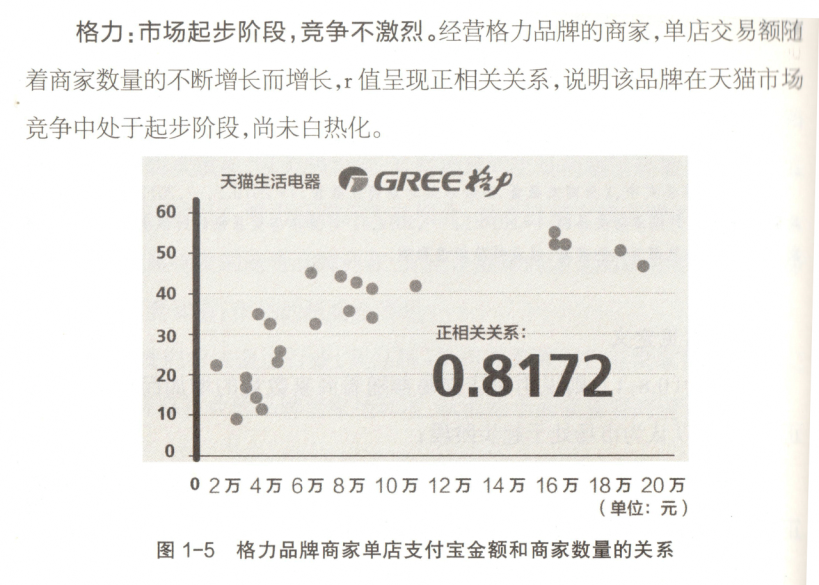 格力:市场起步阶段,竞争不激烈。经营格力品牌的商家,单店交易额随
着商家数量的不断增长而增长,r值呈现正相关关系,说明该品牌在天猫市场
竞争中处于起步阶段,尚未白热化。
天猫生活电器 GREE格力
60
50
40
30
20
10
0
正相关关系:
0.8172
0 2万 4万 6万 8万 10万 12万 14万 16万 18万 20万
(单位:元)
图1-5 格力品牌商家单店支付宝金额和商家数量的关系